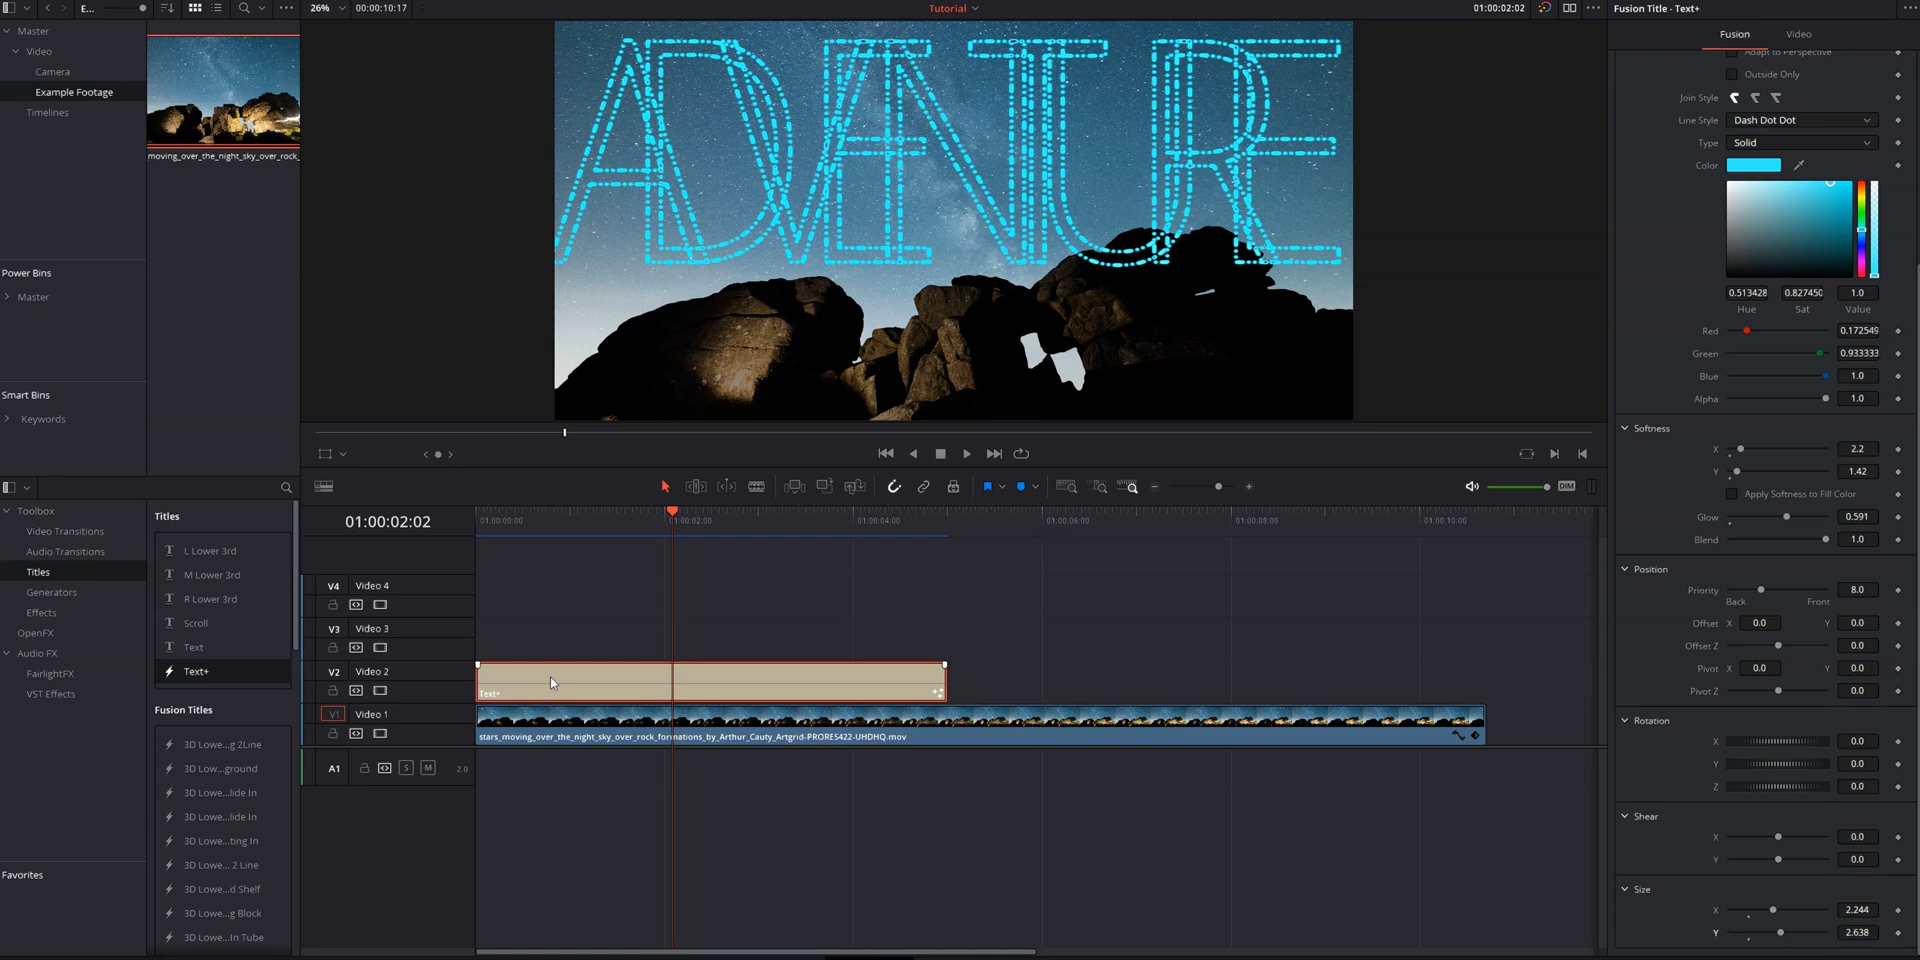 E...
26%
00:00:10:17
Tutorial
01:00:02:02
Fusion Title - Text+
Master
Video
Camera
Example Footage
Timelines
moving_over_the_night_sky_over_rock_
Power Bins
Master
Smart Bins
Keywords
ADVENTURE
Fusion
Video
Adapt to Perspective
Outside Only
Join Style
Line Style
Dash Dot Dot
Type
Solid
Color
0.513428
0.827450
1.0
Hue
Sat
Value
Red
0.172549
Green
0.933333
Blue
1.0
Alpha
1.0
Softness
X
2.2
Y
1.42
Apply Softness to Fill Color
Glow
0.591
Blend
1.0
Position
Priority
8.0
Back
Front
Offset X 0.0 Y 0.0
Offset Z
0.0
Pivot X 0.0 Y 0.0
Pivot Z
0.0
Rotation
X
0.0
Y
0.0
Z
0.0
Shear
X
0.0
Y
0.0
Size
X
2.244
Y
2.638
Toolbox
Video Transitions
Audio Transitions
Titles
Generators
Effects
OpenFX
Audio FX
FairlightFX
VST Effects
Favorites
Titles
L Lower 3rd
M Lower 3rd
R Lower 3rd
Scroll
Text
Text+
Fusion Titles
3D Lowe...g 2Line
3D Low...ground
3D Lowe...lide In
3D Lowe...lide In
3D Lowe...ting In
3D Lowe... 2 Line
3D Lowe...d Shelf
3D Lowe...g Block
3D Lowe...In Tube
DIM
01:00:02:02
01:00:00:00
01:00:02:00
01:00:04:00
01:00:06:00
01:00:08:00
01:00:10:00
V4 Video 4
V3 Video 3
V2 Video 2
Text+
V1 Video 1
stars_moving_over_the_night_sky_over_rock_formations_by_Arthur_Cauty_Artgrid-PRORES422-UHDHQ.mov
A1
S
M
2.0